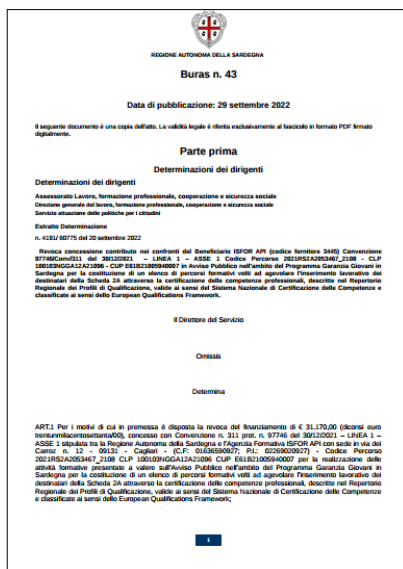 REGIONE AUTONOMA DELLA SARDEGNA
Buras n. 43
Data di pubblicazione: 29 settembre 2022
Il seguente documento è una copia dell'atto. La validità legale è riferita esclusivamente al fascicolo in formato PDF firmato
digitalmente.
Parte prima
Determinazioni dei dirigenti
Determinazioni dei dirigenti
Assessorato Lavoro, formazione professionale, cooperazione e sicurezza sociale
Direzione generale del lavoro, formazione professionale, cooperazione e sicurezza sociale
Servizio attuazione delle politiche per i cittadini
Estratto Determinazione
n. 4191/ 60775 del 20 settembre 2022
Revoca concessione contributo nei confronti del Beneficiario ISFOR API (codice fornitore 3445) Convenzione
97746/Conv/311 del 30/12/2021 – LINEA 1 – ASSE 1 Codice Percorso 2021RS2A2053467_2108 - CLP
100103NGGA12A21096 - CUP E61B21005940007 in Avviso Pubblico nell'ambito del Programma Garanzia Giovani in
Sardegna per la costituzione di un elenco di percorsi formativi volti ad agevolare l'inserimento lavorativo dei
destinatari della Scheda 2A attraverso la certificazione delle competenze professionali, descritte nel Repertorio
Regionale dei Profili di Qualificazione, valide ai sensi del Sistema Nazionale di Certificazione delle Competenze e
classificate ai sensi dello European Qualifications Framework.
Il Direttore del Servizio
Omissis
Determina
ART.1 Per i motivi di cui in premessa è disposta la revoca del finanziamento di € 31.170,00 (diconsi euro
trentunmilacentosettanta/00), concesso con Convenzione n. 311 prot. n. 97746 del 30/12/2021 – LINEA 1 –
ASSE 1 stipulata tra la Regione Autonoma della Sardegna e l'Agenzia Formativa ISFOR API con sede in via dei
Carroz n. 12 - 09131 - Cagliari - (C.F: 01636590927; P.I.: 02269020927) - Codice Percorso
2021RS2A2053467_2108 CLP 100103NGGA12A21096 CUP E61B21005940007 per la realizzazione delle
attività formative presentate a valere sull'Avviso Pubblico nell'ambito del Programma Garanzia Giovani in
Sardegna per la costituzione di un elenco di percorsi formativi volti ad agevolare l'inserimento lavorativo dei
destinatari della Scheda 2A attraverso la certificazione delle competenze professionali, descritte nel Repertorio
Regionale dei Profili di Qualificazione, valide ai sensi del Sistema Nazionale di Certificazione delle Competenze
e classificate ai sensi dello European Qualifications Framework;
1